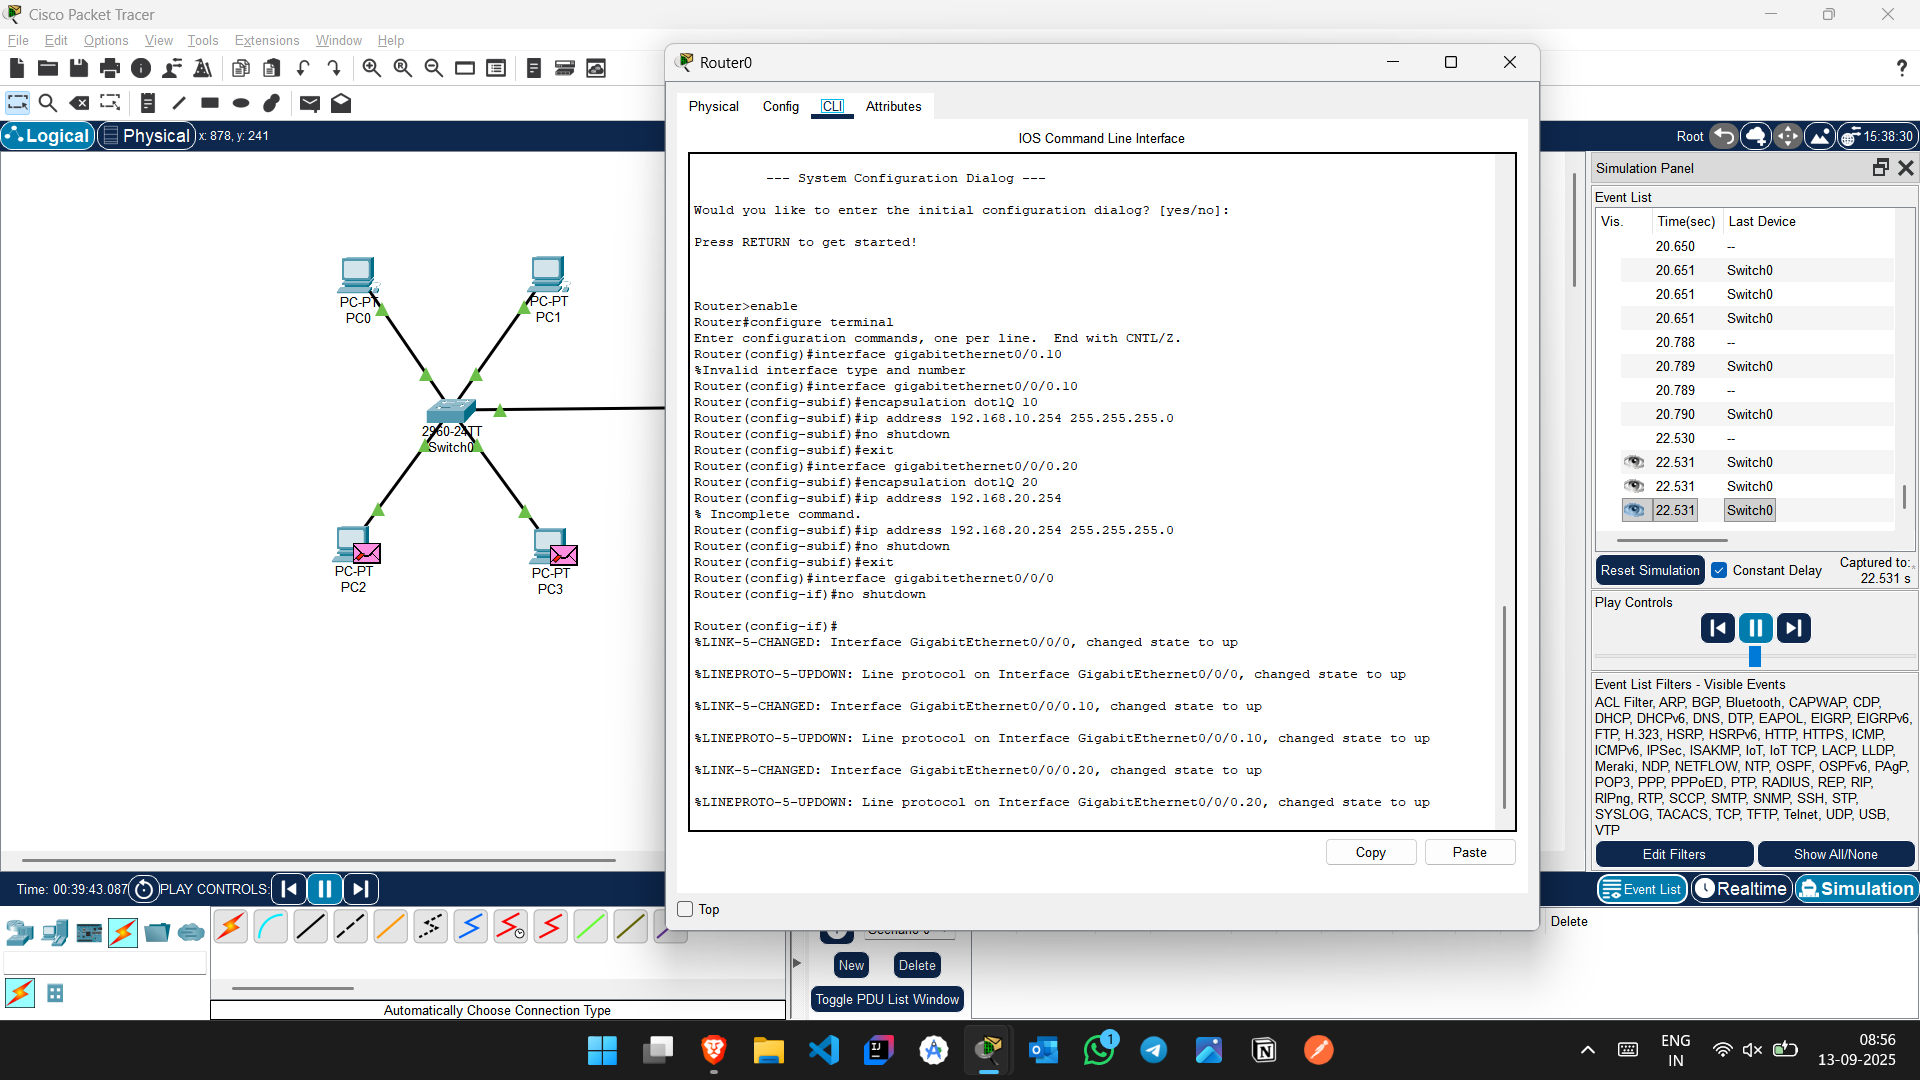 Cisco Packet Tracer
File Edit Options View Tools Extensions Window Help
Logical Physical x: 878, y: 241
Root 15:38:30
PC-PT
PC0
PC-PT
PC1
2960-24TT
Switch0
PC-PT
PC2
PC-PT
PC3
Router0
Physical Config CLI Attributes
IOS Command Line Interface
--- System Configuration Dialog ---
Would you like to enter the initial configuration dialog? [yes/no]:
Press RETURN to get started!
Router>enable
Router#configure terminal
Enter configuration commands, one per line.  End with CNTL/Z.
Router(config)#interface gigabitethernet0/0.10
%Invalid interface type and number
Router(config)#interface gigabitethernet0/0/0.10
Router(config-subif)#encapsulation dot1Q 10
Router(config-subif)#ip address 192.168.10.254 255.255.255.0
Router(config-subif)#no shutdown
Router(config-subif)#exit
Router(config)#interface gigabitethernet0/0/0.20
Router(config-subif)#encapsulation dot1Q 20
Router(config-subif)#ip address 192.168.20.254
% Incomplete command.
Router(config-subif)#ip address 192.168.20.254 255.255.255.0
Router(config-subif)#no shutdown
Router(config-subif)#exit
Router(config)#interface gigabitethernet0/0/0
Router(config-if)#no shutdown
Router(config-if)#
%LINK-5-CHANGED: Interface GigabitEthernet0/0/0, changed state to up
%LINEPROTO-5-UPDOWN: Line protocol on Interface GigabitEthernet0/0/0, changed state to up
%LINK-5-CHANGED: Interface GigabitEthernet0/0/0.10, changed state to up
%LINEPROTO-5-UPDOWN: Line protocol on Interface GigabitEthernet0/0/0.10, changed state to up
%LINK-5-CHANGED: Interface GigabitEthernet0/0/0.20, changed state to up
%LINEPROTO-5-UPDOWN: Line protocol on Interface GigabitEthernet0/0/0.20, changed state to up
Copy Paste
Top
Simulation Panel
Event List
Vis. Time(sec) Last Device
20.650 --
20.651 Switch0
20.651 Switch0
20.651 Switch0
20.788 --
20.789 Switch0
20.789 --
20.790 Switch0
22.530 --
22.531 Switch0
22.531 Switch0
22.531 Switch0
Reset Simulation Constant Delay Captured to:
22.531 s
Play Controls
Event List Filters - Visible Events
ACL Filter, ARP, BGP, Bluetooth, CAPWAP, CDP,
DHCP, DHCPv6, DNS, DTP, EAPOL, EIGRP, EIGRPv6,
FTP, H.323, HSRP, HSRPv6, HTTP, HTTPS, ICMP,
ICMPv6, IPSec, ISAKMP, IoT, IoT TCP, LACP, LLDP,
Meraki, NDP, NETFLOW, NTP, OSPF, OSPFv6, PAgP,
POP3, PPP, PPPoED, PTP, RADIUS, REP, RIP,
RIPng, RTP, SCCP, SMTP, SNMP, SSH, STP,
SYSLOG, TACACS, TCP, TFTP, Telnet, UDP, USB,
VTP
Edit Filters Show All/None
Time: 00:39:43.087 PLAY CONTROLS:
Event List Realtime Simulation
Delete
New Delete
Toggle PDU List Window
Automatically Choose Connection Type
1
ENG
IN
08:56
13-09-2025